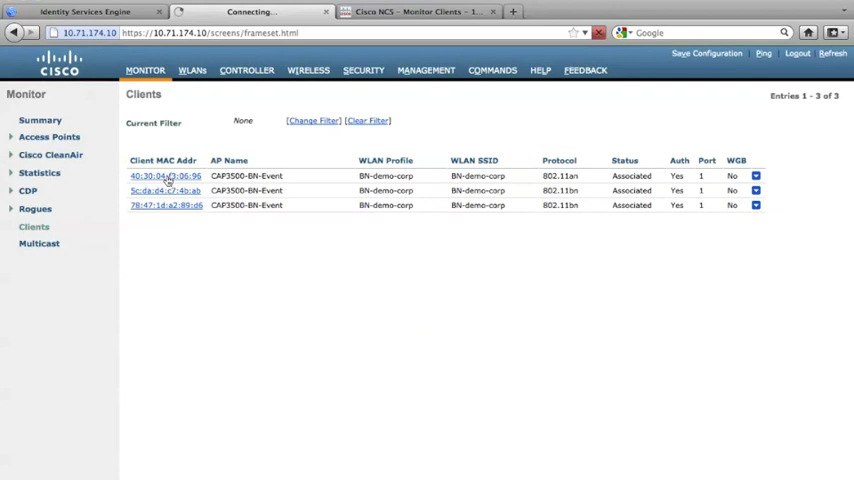 Identity Services Engine × Connecting... × Cisco NCS – Monitor Clients – 1... × +
10.71.174.10 https://10.71.174.10/screens/frameset.html Google
Save Configuration Ping Logout Refresh
CISCO
MONITOR WLANs CONTROLLER WIRELESS SECURITY MANAGEMENT COMMANDS HELP FEEDBACK
Monitor
Summary
Access Points
Cisco CleanAir
Statistics
CDP
Rogues
Clients
Multicast
Clients
Entries 1 - 3 of 3
Current Filter None [Change Filter] [Clear Filter]
Client MAC Addr AP Name WLAN Profile WLAN SSID Protocol Status Auth Port WGB
40:30:04:f3:06:96 CAP3500-BN-Event BN-demo-corp BN-demo-corp 802.11an Associated Yes 1 No
5c:da:d4:c7:4b:ab CAP3500-BN-Event BN-demo-corp BN-demo-corp 802.11bn Associated Yes 1 No
78:47:1d:a2:89:d6 CAP3500-BN-Event BN-demo-corp BN-demo-corp 802.11bn Associated Yes 1 No